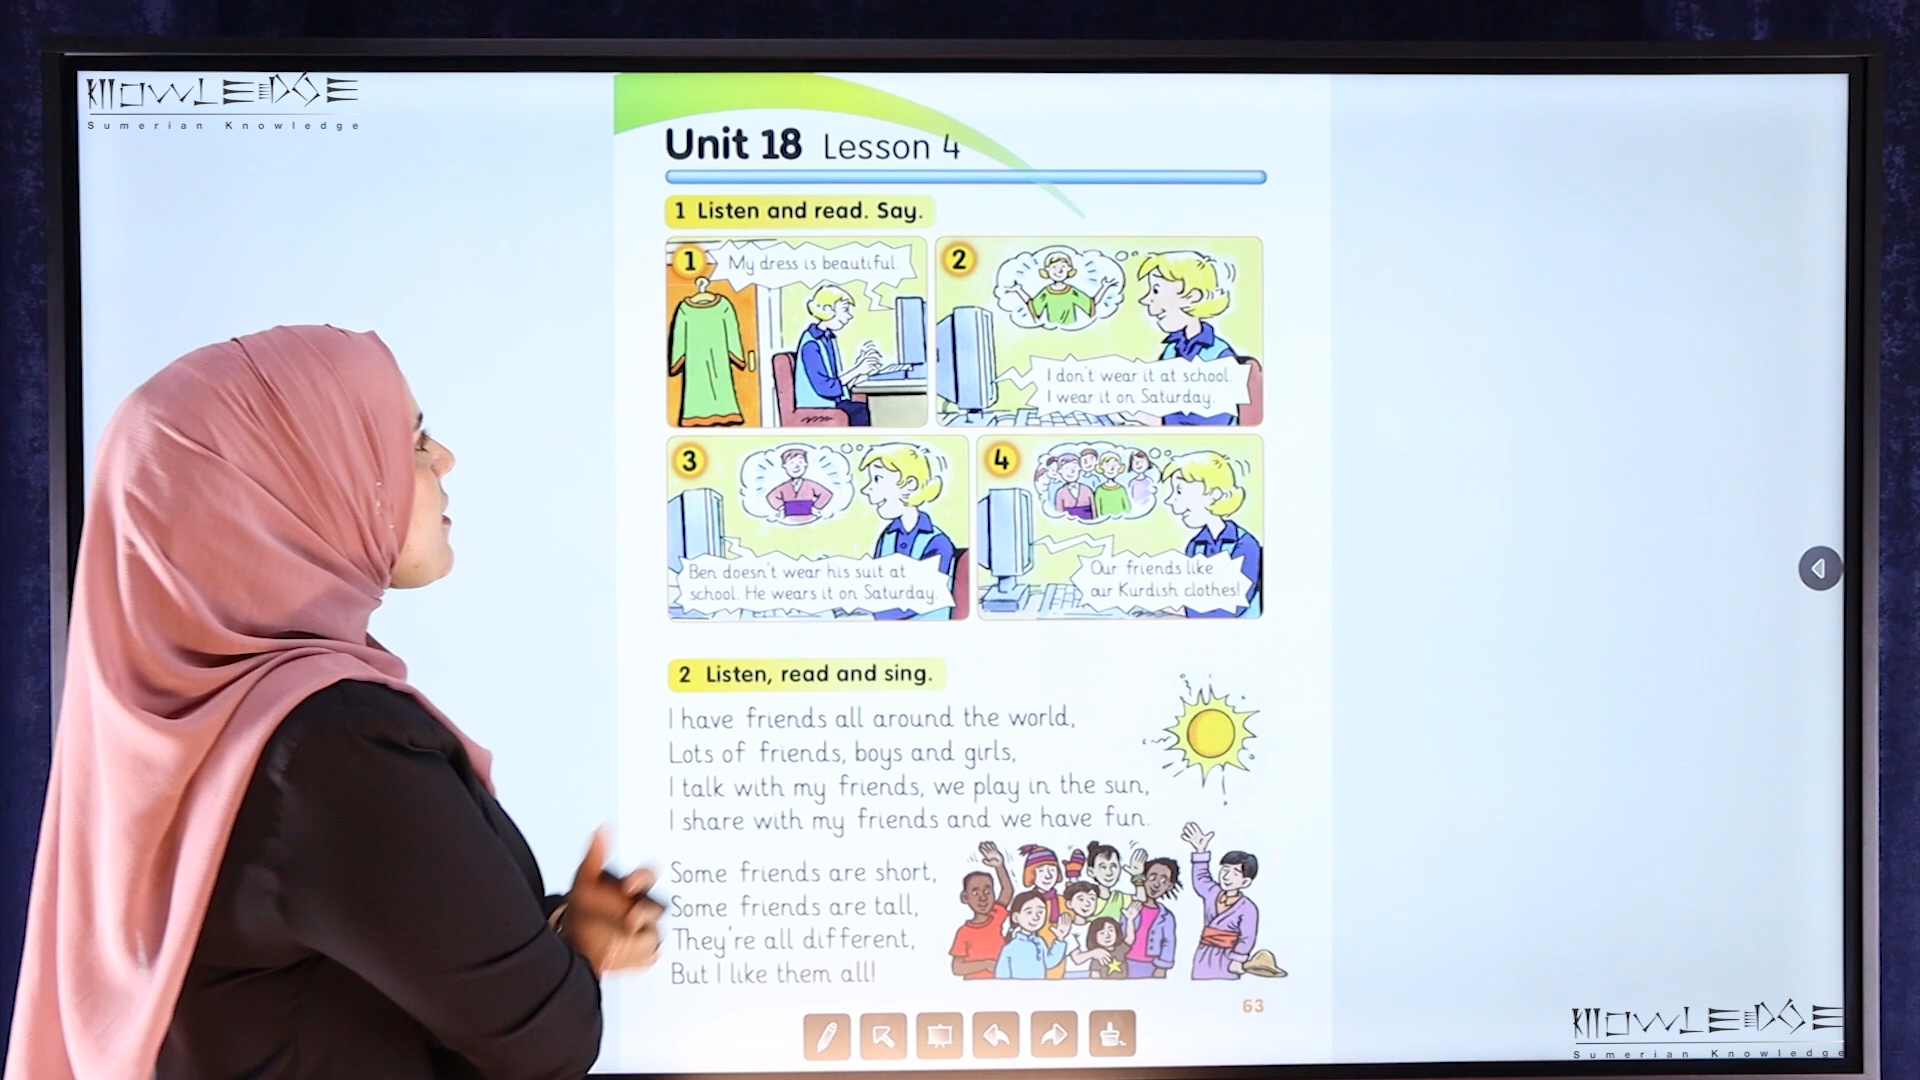 KNOWLEDGE
Sumerian Knowledge
Unit 18 Lesson 4
1 Listen and read. Say.
1
My dress is beautiful.
2
I don't wear it at school.
I wear it on Saturday.
3
Ben doesn't wear his suit at
school. He wears it on Saturday.
4
Our friends like
our Kurdish clothes!
2 Listen, read and sing.
I have friends all around the world,
Lots of friends, boys and girls,
I talk with my friends, we play in the sun,
I share with my friends and we have fun.
Some friends are short,
Some friends are tall,
They're all different,
But I like them all!
63
KNOWLEDGE
Sumerian Knowledge